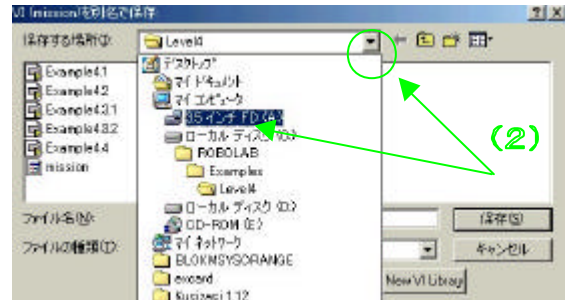 VI (mission)を別名で保存
保存する場所(I):
Level4
Example4.1
Example4.2
Example4.3.1
Example4.3.2
Example4.4
mission
デスクトップ
マイ ドキュメント
マイ コンピュータ
3.5 インチ FD (A:)
ローカル ディスク (C:)
ROBOLAB
Examples
Level4
ローカル ディスク (D:)
CD-ROM (E:)
マイ ネットワーク
BLOKMSYSORANGE
excard
Kusizasi 1.12
(2)
ファイル名(N):
保存(S)
ファイルの種類(T):
キャンセル
New VI Library